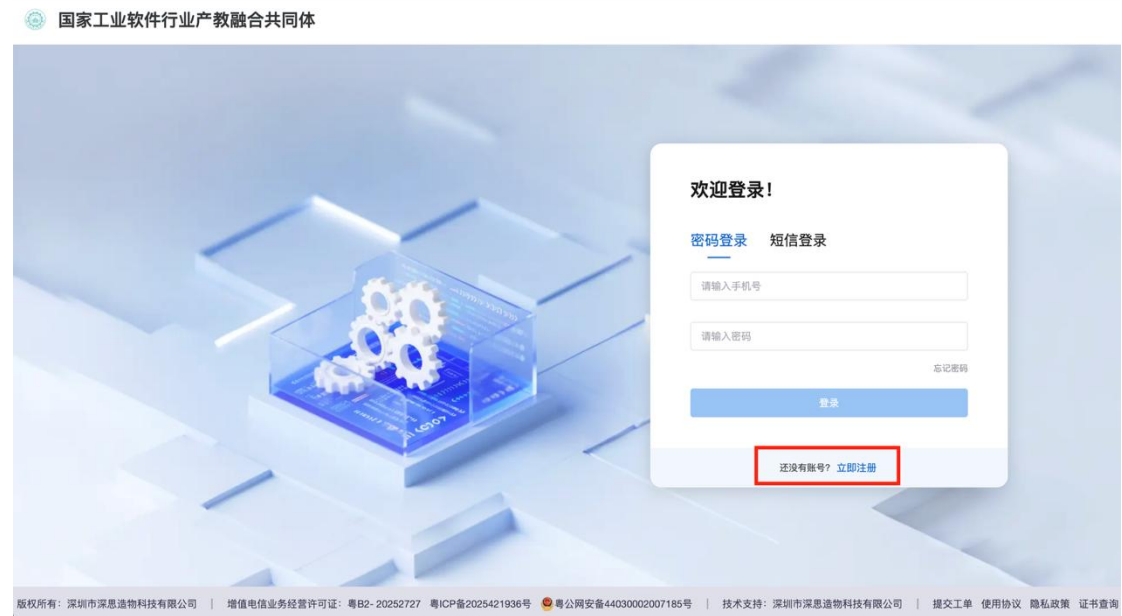 国家工业软件行业产教融合共同体
欢迎登录!
密码登录 短信登录
请输入手机号
请输入密码
忘记密码
登录
还没有账号? 立即注册
版权所有: 深圳市深思造物科技有限公司 | 增值电信业务经营许可证: 粤B2- 20252727 粤ICP备2025421936号 粤公网安备44030002007185号 | 技术支持: 深圳市深思造物科技有限公司 | 提交工单 使用协议 隐私政策 证书查询